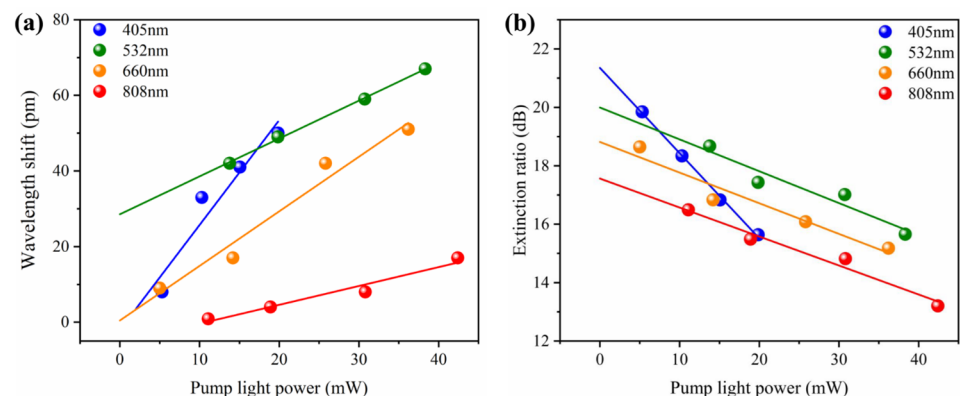 (a)
80
60
40
20
0
0 10 20 30 40
Wavelength shift (pm)
Pump light power (mW)
405nm
532nm
660nm
808nm
(b)
22
20
18
16
14
12
0 10 20 30 40
Extinction ratio (dB)
Pump light power (mW)
405nm
532nm
660nm
808nm